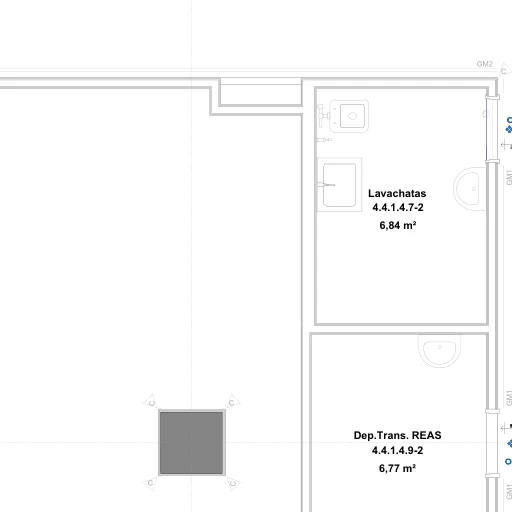 GM2
C
GM1
Lavachatas
4.4.1.4.7-2
6,84 m²
GM1
C
C
Dep.Trans. REAS
4.4.1.4.9-2
6,77 m²
C
C
GM1